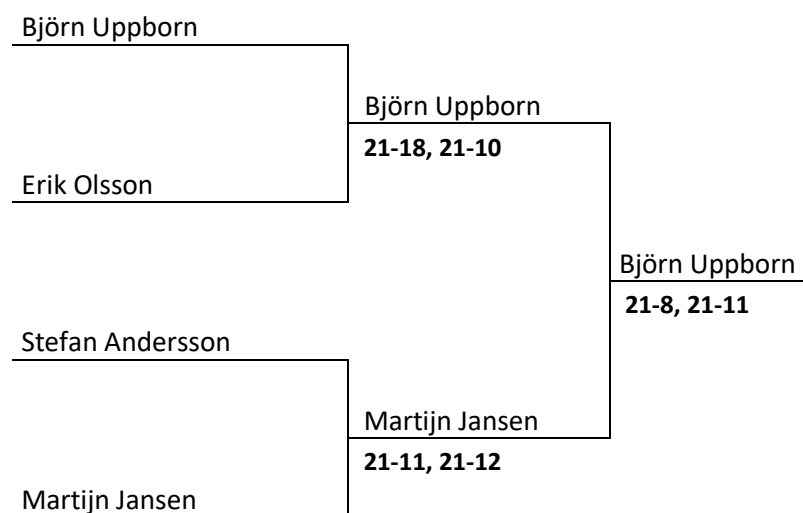 Björn Uppborn
Björn Uppborn
21-18, 21-10
Erik Olsson
Björn Uppborn
21-8, 21-11
Stefan Andersson
Martijn Jansen
21-11, 21-12
Martijn Jansen